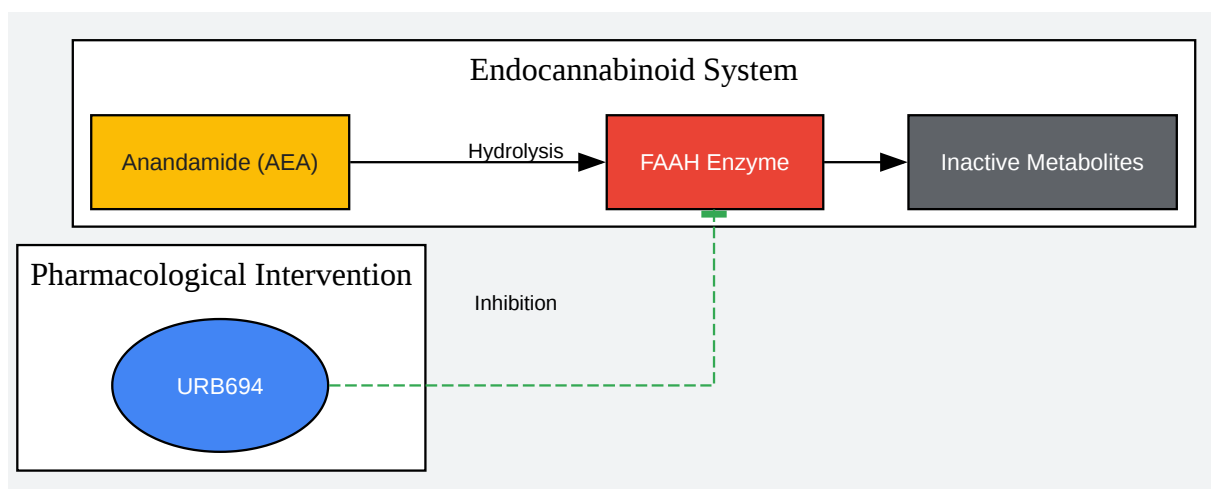 Endocannabinoid System
Anandamide (AEA)
Hydrolysis
FAAH Enzyme
Inactive Metabolites
Pharmacological Intervention
Inhibition
URB694